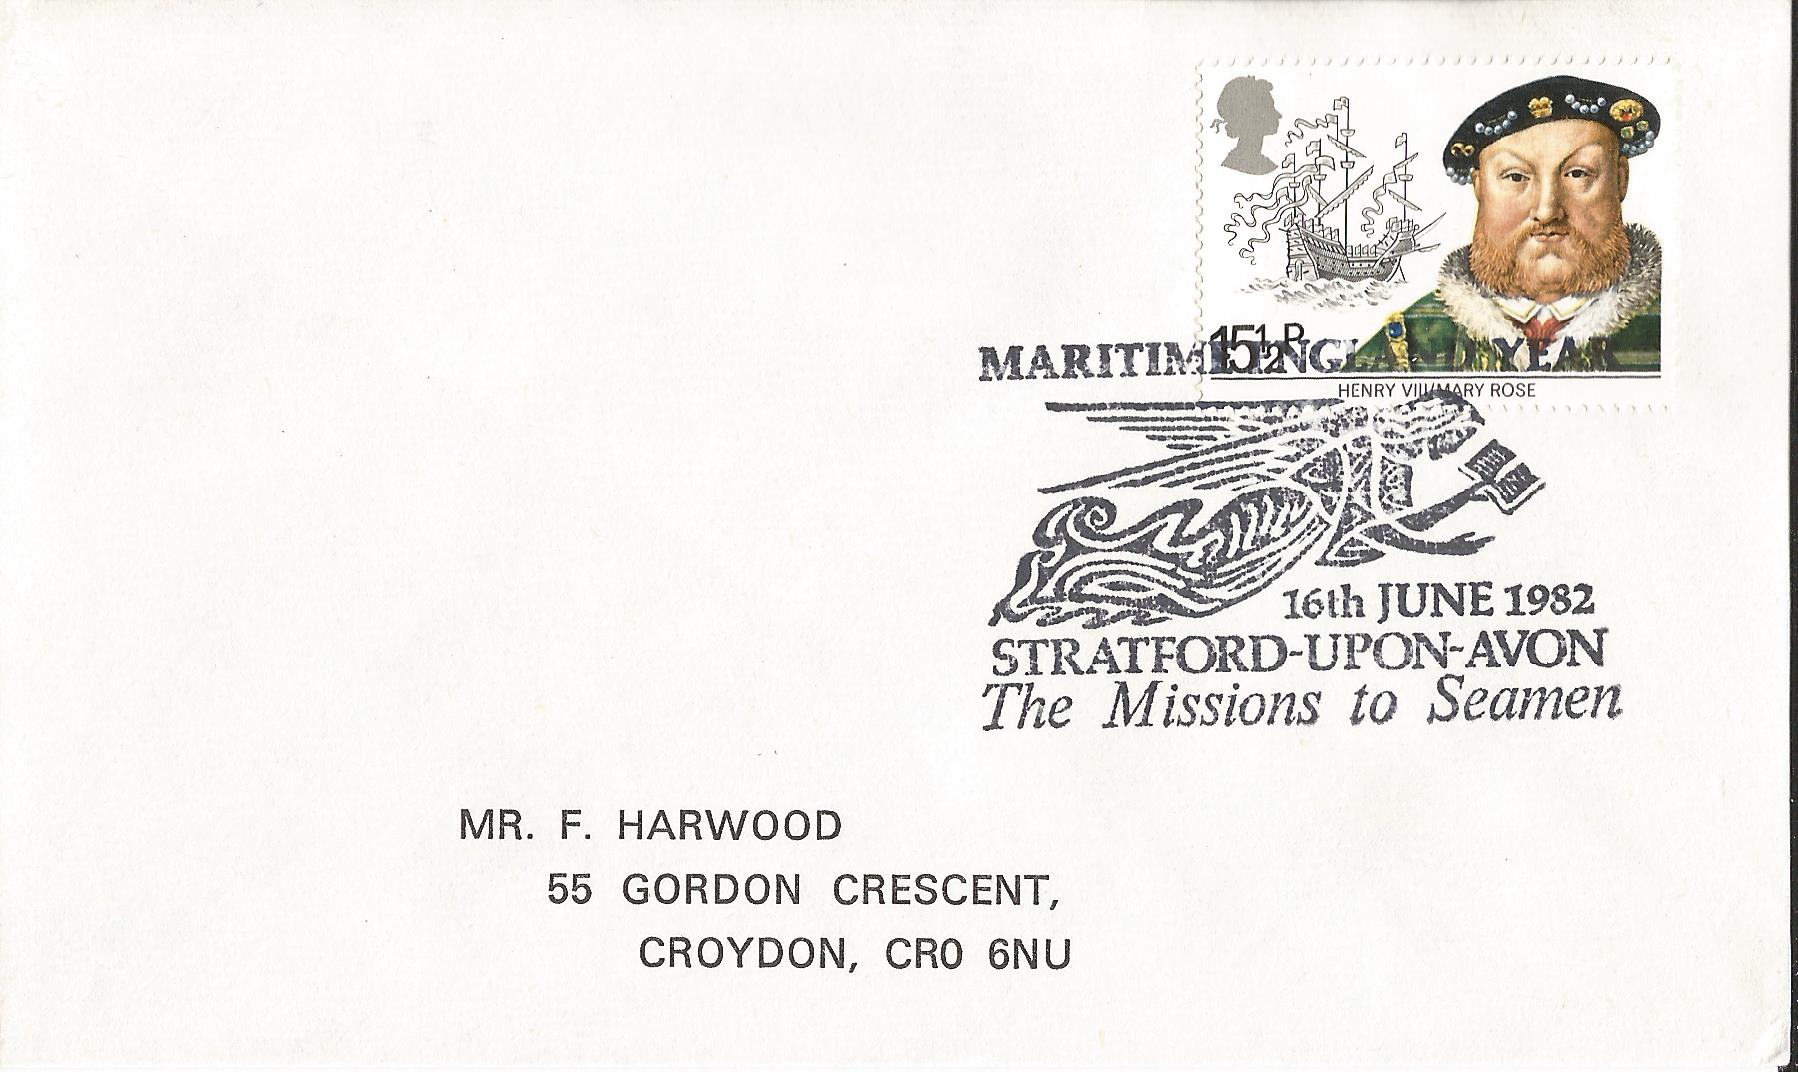 15½P
MARITIME ENGLAND YEAR
HENRY VIII/MARY ROSE
16th JUNE 1982
STRATFORD-UPON-AVON
The Missions to Seamen
MR. F. HARWOOD
55 GORDON CRESCENT,
CROYDON, CR0 6NU